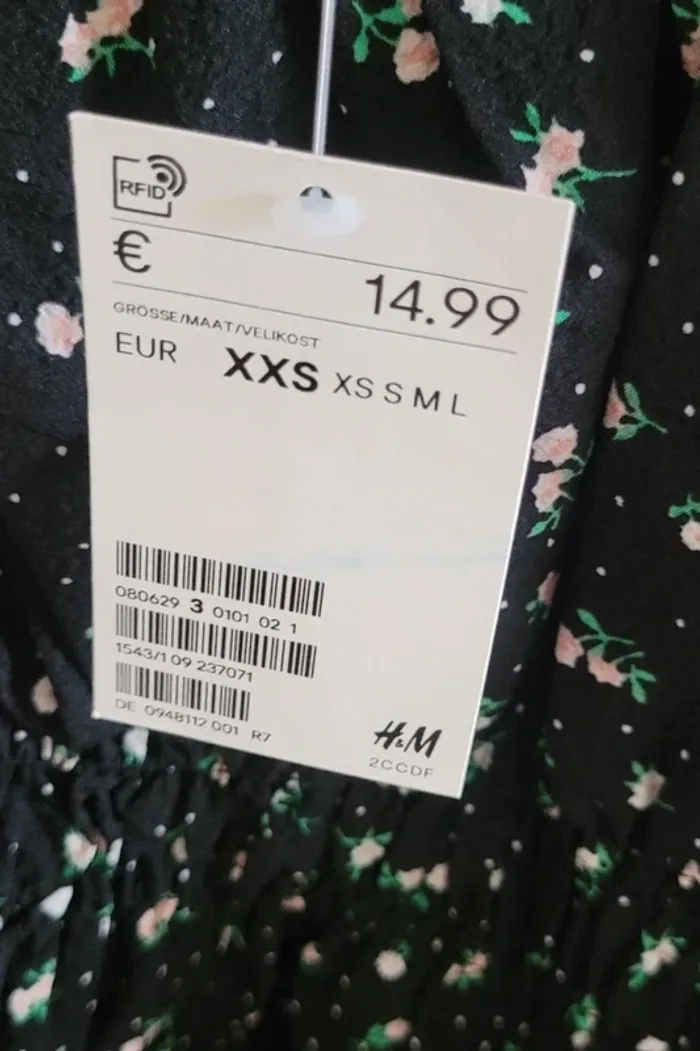 RFID
€ 14.99
GRÖSSE/MAAT/VELIKOST
EUR XXS XS S M L
080629 3 0101 02 1
1543/1 09 237071
DE 0948112 001 R7
H&M
2CCDF